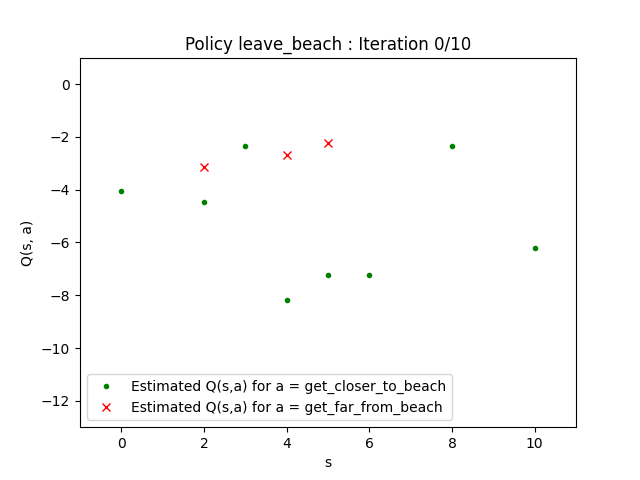 Policy leave_beach : Iteration 0/10
0
−2
−4
−6
−8
−10
−12
Q(s, a)
Estimated Q(s,a) for a = get_closer_to_beach
Estimated Q(s,a) for a = get_far_from_beach
0 2 4 6 8 10
s